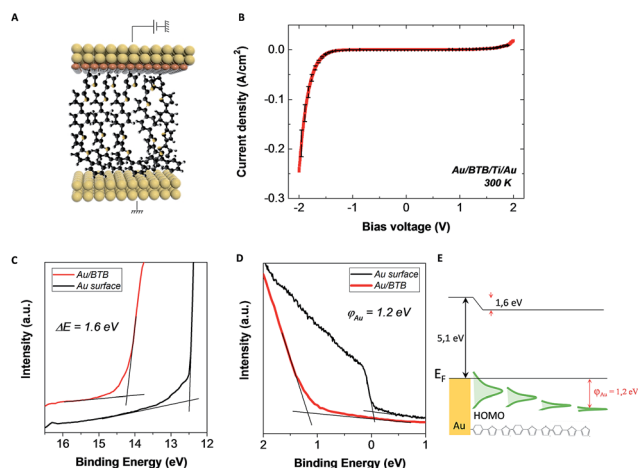 A
B
0.0
-0.1
-0.2
-0.3
Current density (A/cm²)
Au/BTB/Ti/Au
300 K
-2
-1
0
1
2
Bias voltage (V)
C
Au/BTB
Au surface
ΔE = 1.6 eV
Intensity (a.u.)
16
15
14
13
12
Binding Energy (eV)
D
Au surface
Au/BTB
φAu = 1.2 eV
Intensity (a.u.)
2
1
0
Binding Energy (eV)
E
1,6 eV
5,1 eV
EF
φAu = 1,2 eV
HOMO
Au